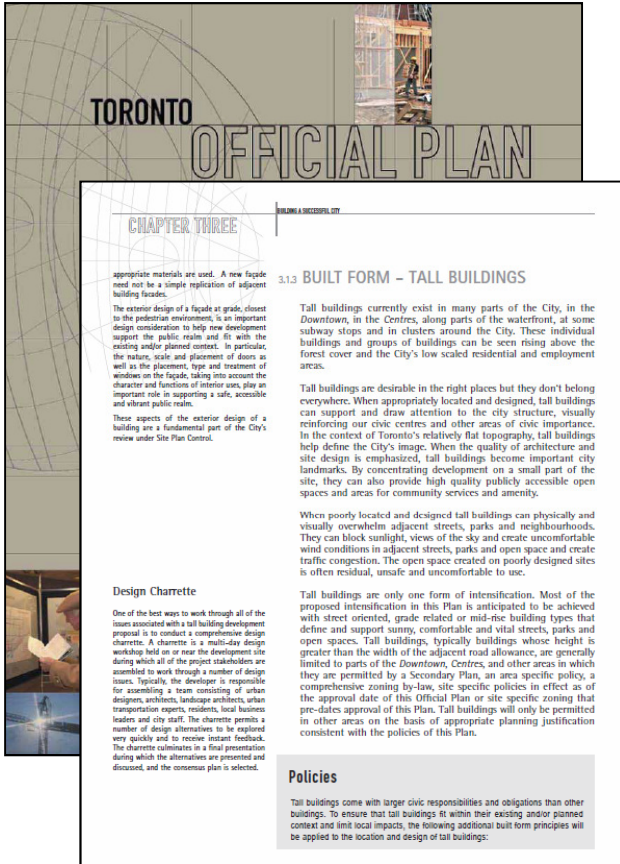 TORONTO
OFFICIAL PLAN
BUILDING A SUCCESSFUL CITY
CHAPTER THREE
appropriate materials are used. A new façade
need not be a simple replication of adjacent
building facades.
The exterior design of a façade at grade, closest
to the pedestrian environment, is an important
design consideration to help new development
support the public realm and fit with the
existing and/or planned context. In particular,
the nature, scale and placement of doors as
well as the placement, type and treatment of
windows on the façade, taking into account the
character and functions of interior uses, play an
important role in supporting a safe, accessible
and vibrant public realm.
These aspects of the exterior design of a
building are a fundamental part of the City's
review under Site Plan Control.
Design Charrette
One of the best ways to work through all of the
issues associated with a tall building development
proposal is to conduct a comprehensive design
charrette. A charrette is a multi-day design
workshop held on or near the development site
during which all of the project stakeholders are
assembled to work through a number of design
issues. Typically, the developer is responsible
for assembling a team consisting of urban
designers, architects, landscape architects, urban
transportation experts, residents, local business
leaders and city staff. The charrette permits a
number of design alternatives to be explored
very quickly and to receive instant feedback.
The charrette culminates in a final presentation
during which the alternatives are presented and
discussed, and the consensus plan is selected.
3.1.3 BUILT FORM – TALL BUILDINGS
Tall buildings currently exist in many parts of the City, in the
Downtown, in the Centres, along parts of the waterfront, at some
subway stops and in clusters around the City. These individual
buildings and groups of buildings can be seen rising above the
forest cover and the City's low scaled residential and employment
areas.
Tall buildings are desirable in the right places but they don't belong
everywhere. When appropriately located and designed, tall buildings
can support and draw attention to the city structure, visually
reinforcing our civic centres and other areas of civic importance.
In the context of Toronto's relatively flat topography, tall buildings
help define the City's image. When the quality of architecture and
site design is emphasized, tall buildings become important city
landmarks. By concentrating development on a small part of the
site, they can also provide high quality publicly accessible open
spaces and areas for community services and amenity.
When poorly located and designed tall buildings can physically and
visually overwhelm adjacent streets, parks and neighbourhoods.
They can block sunlight, views of the sky and create uncomfortable
wind conditions in adjacent streets, parks and open space and create
traffic congestion. The open space created on poorly designed sites
is often residual, unsafe and uncomfortable to use.
Tall buildings are only one form of intensification. Most of the
proposed intensification in this Plan is anticipated to be achieved
with street oriented, grade related or mid-rise building types that
define and support sunny, comfortable and vital streets, parks and
open spaces. Tall buildings, typically buildings whose height is
greater than the width of the adjacent road allowance, are generally
limited to parts of the Downtown, Centres, and other areas in which
they are permitted by a Secondary Plan, an area specific policy, a
comprehensive zoning by-law, site specific policies in effect as of
the approval date of this Official Plan or site specific zoning that
pre-dates approval of this Plan. Tall buildings will only be permitted
in other areas on the basis of appropriate planning justification
consistent with the policies of this Plan.
Policies
Tall buildings come with larger civic responsibilities and obligations than other
buildings. To ensure that tall buildings fit within their existing and/or planned
context and limit local impacts, the following additional built form principles will
be applied to the location and design of tall buildings: